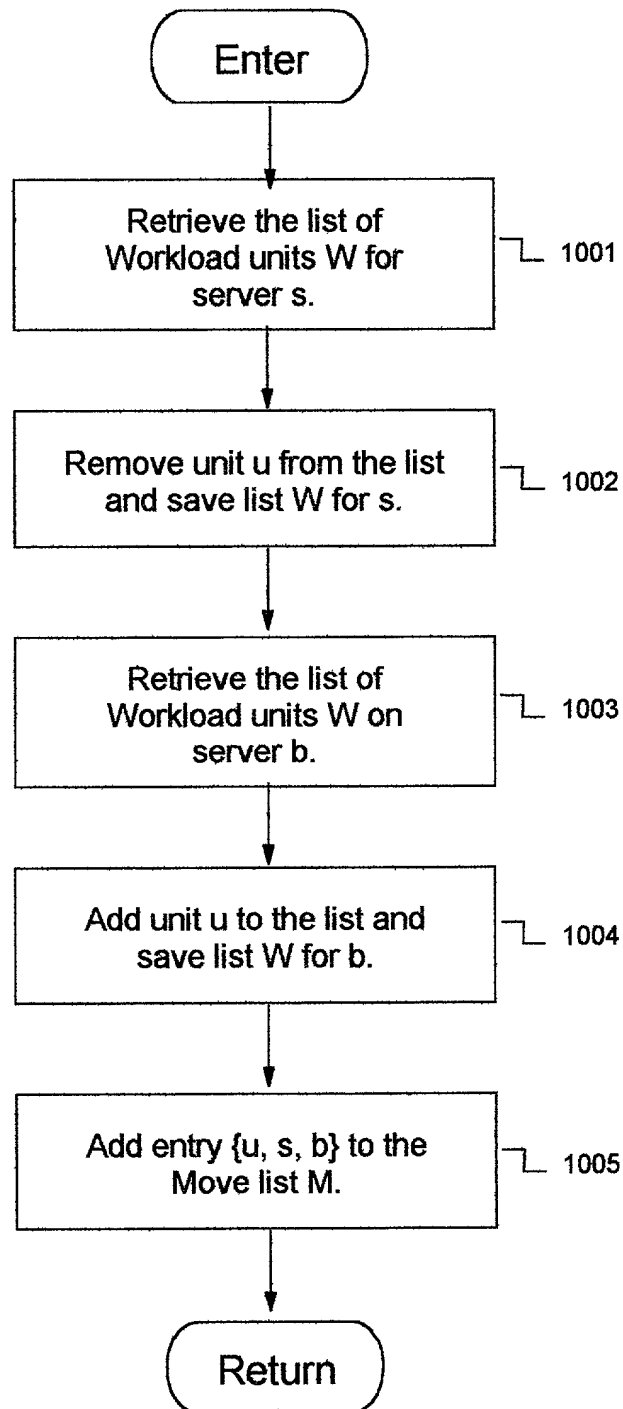 Enter
Retrieve the list of
Workload units W for
server s.
1001
Remove unit u from the list
and save list W for s.
1002
Retrieve the list of
Workload units W on
server b.
1003
Add unit u to the list and
save list W for b.
1004
Add entry {u, s, b} to the
Move list M.
1005
Return